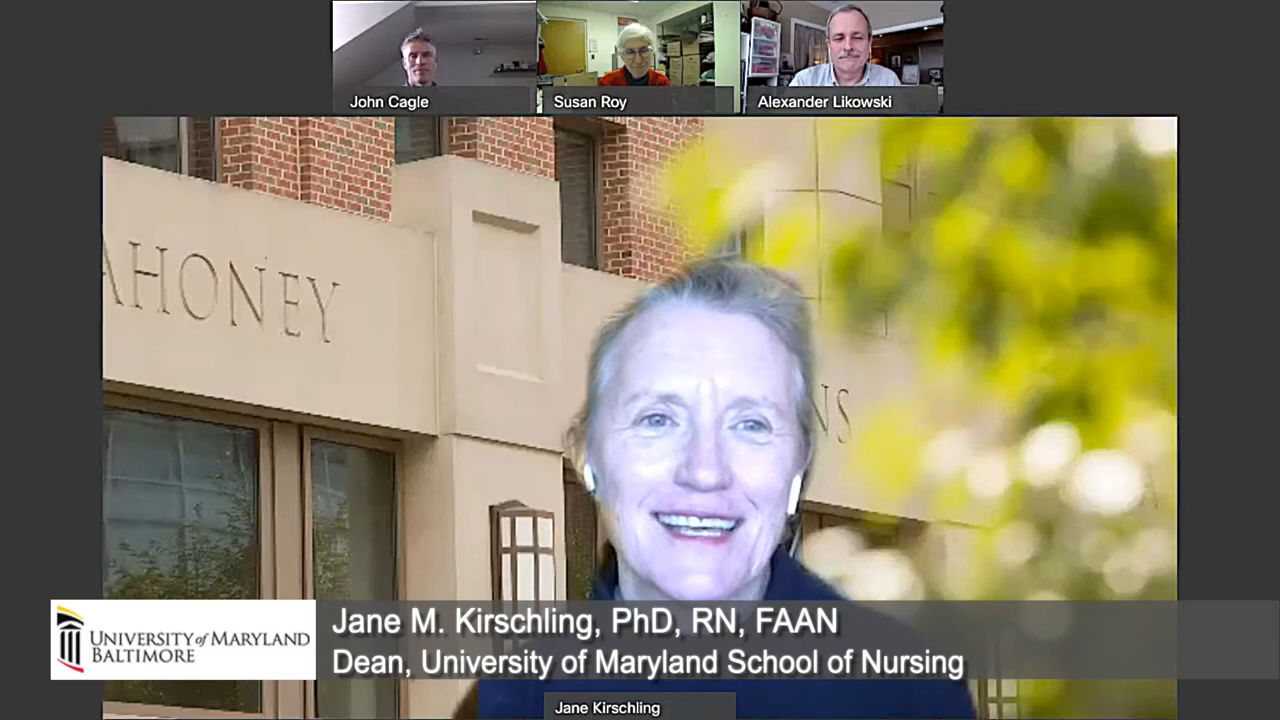 John Cagle
Susan Roy
Alexander Likowski
AHONEY
NS
UNIVERSITY of MARYLAND
BALTIMORE
Jane M. Kirschling, PhD, RN, FAAN
Dean, University of Maryland School of Nursing
Jane Kirschling